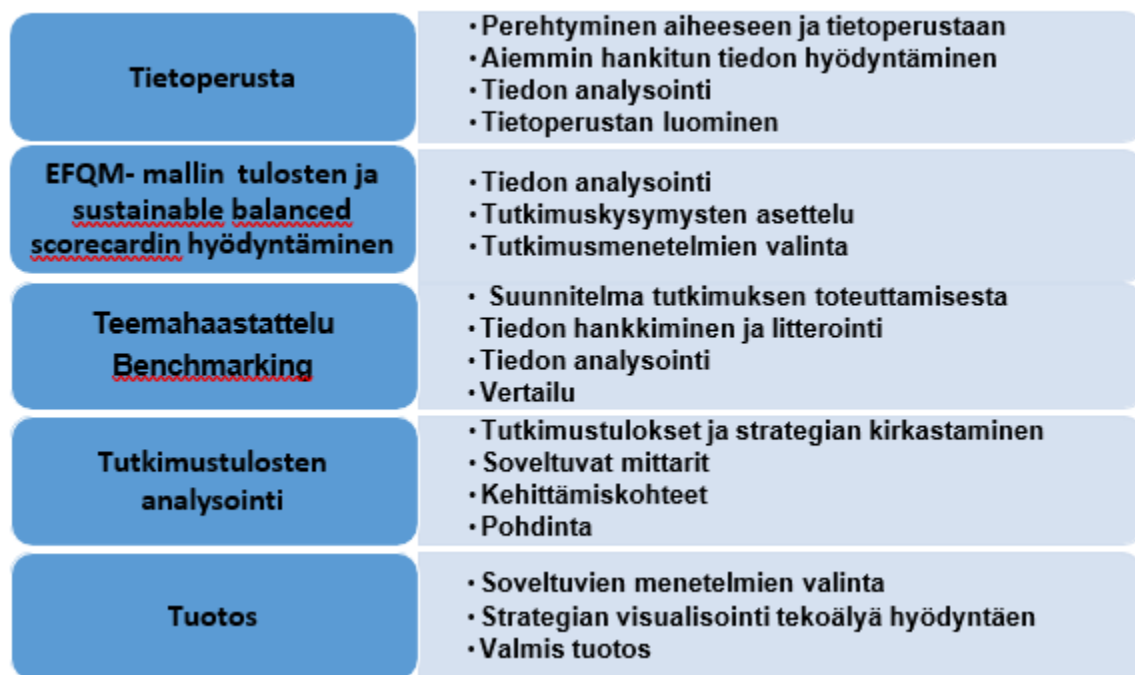 Tietoperusta
• Perehtyminen aiheeseen ja tietoperustaan
• Aiemmin hankitun tiedon hyödyntäminen
• Tiedon analysointi
• Tietoperustan luominen
EFQM- mallin tulosten ja
sustainable balanced
scorecardin hyödyntäminen
• Tiedon analysointi
• Tutkimuskysymysten asettelu
• Tutkimusmenetelmien valinta
Teemahaastattelu
Benchmarking
• Suunnitelma tutkimuksen toteuttamisesta
• Tiedon hankkiminen ja litterointi
• Tiedon analysointi
• Vertailu
Tutkimustulosten
analysointi
• Tutkimustulokset ja strategian kirkastaminen
• Soveltuvat mittarit
• Kehittämiskohteet
• Pohdinta
Tuotos
• Soveltuvien menetelmien valinta
• Strategian visualisointi tekoälyä hyödyntäen
• Valmis tuotos